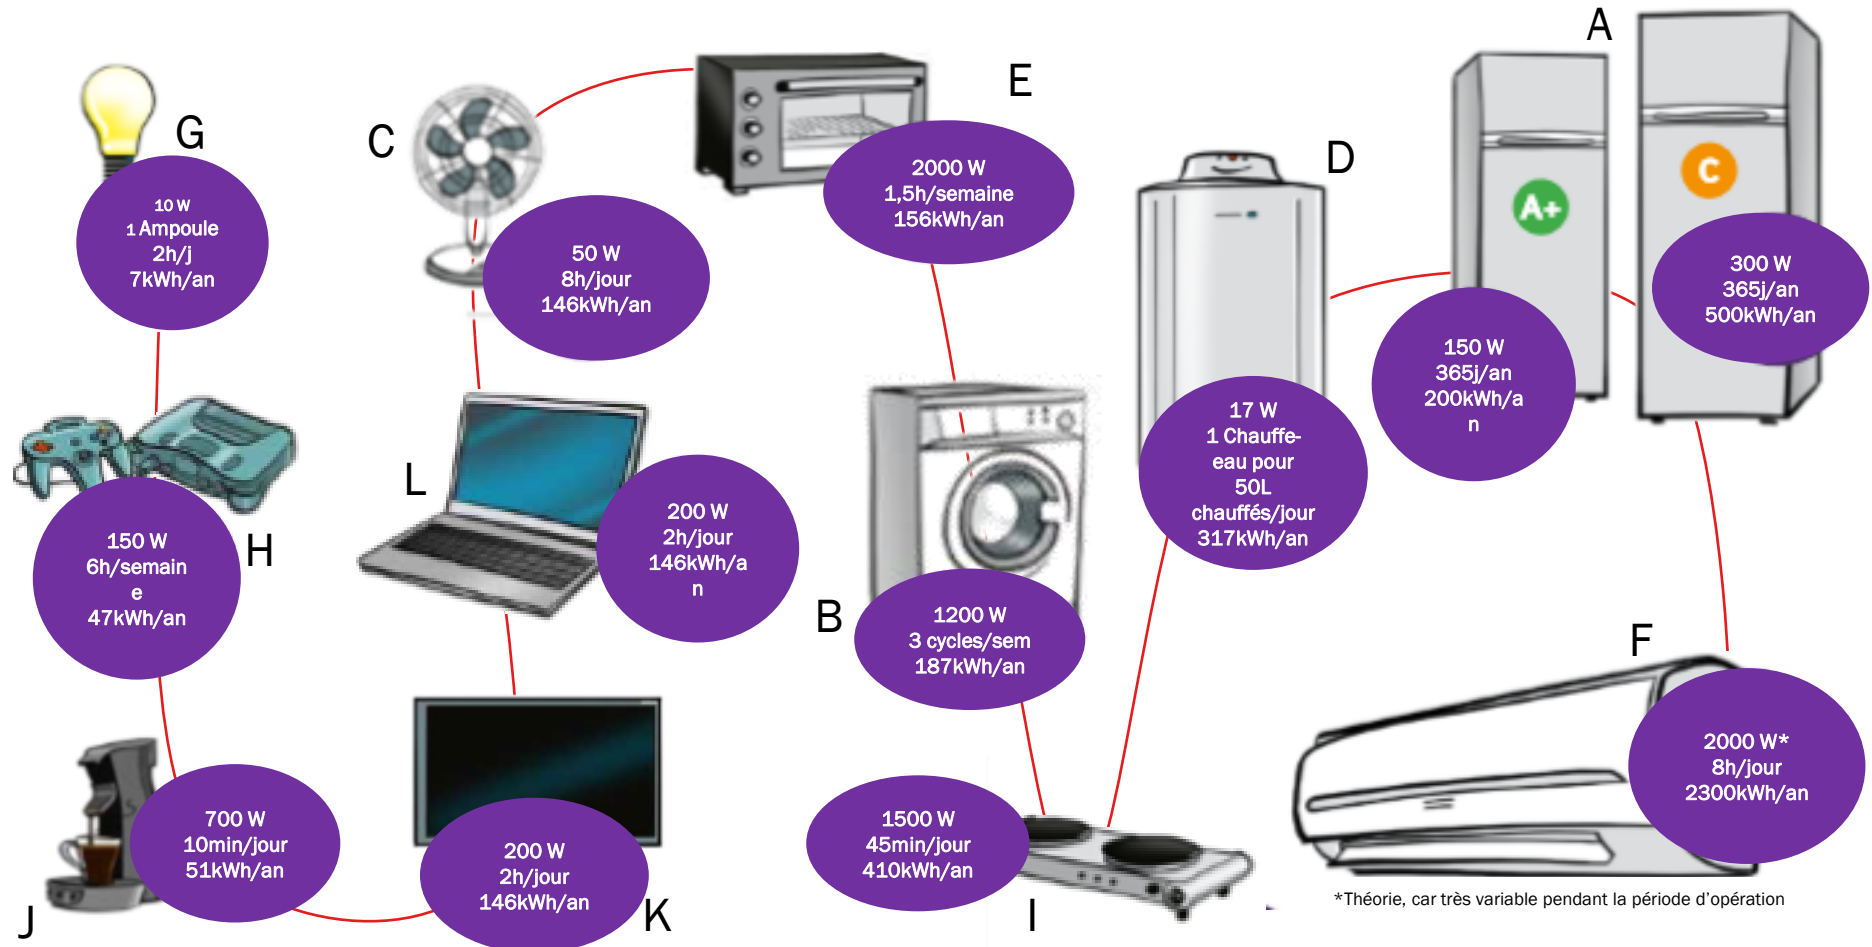 G
10 W
1 Ampoule
2h/j
7kWh/an
150 W
6h/semain
e
47kWh/an
H
700 W
10min/jour
51kWh/an
J
C
50 W
8h/jour
146kWh/an
L
200 W
2h/jour
146kWh/a
n
200 W
2h/jour
146kWh/an
K
E
2000 W
1,5h/semaine
156kWh/an
B
1200 W
3 cycles/sem
187kWh/an
1500 W
45min/jour
410kWh/an
I
D
17 W
1 Chauffe-
eau pour
50L
chauffés/jour
317kWh/an
A
A+
150 W
365j/an
200kWh/a
n
C
300 W
365j/an
500kWh/an
F
2000 W*
8h/jour
2300kWh/an
*Théorie, car très variable pendant la période d'opération